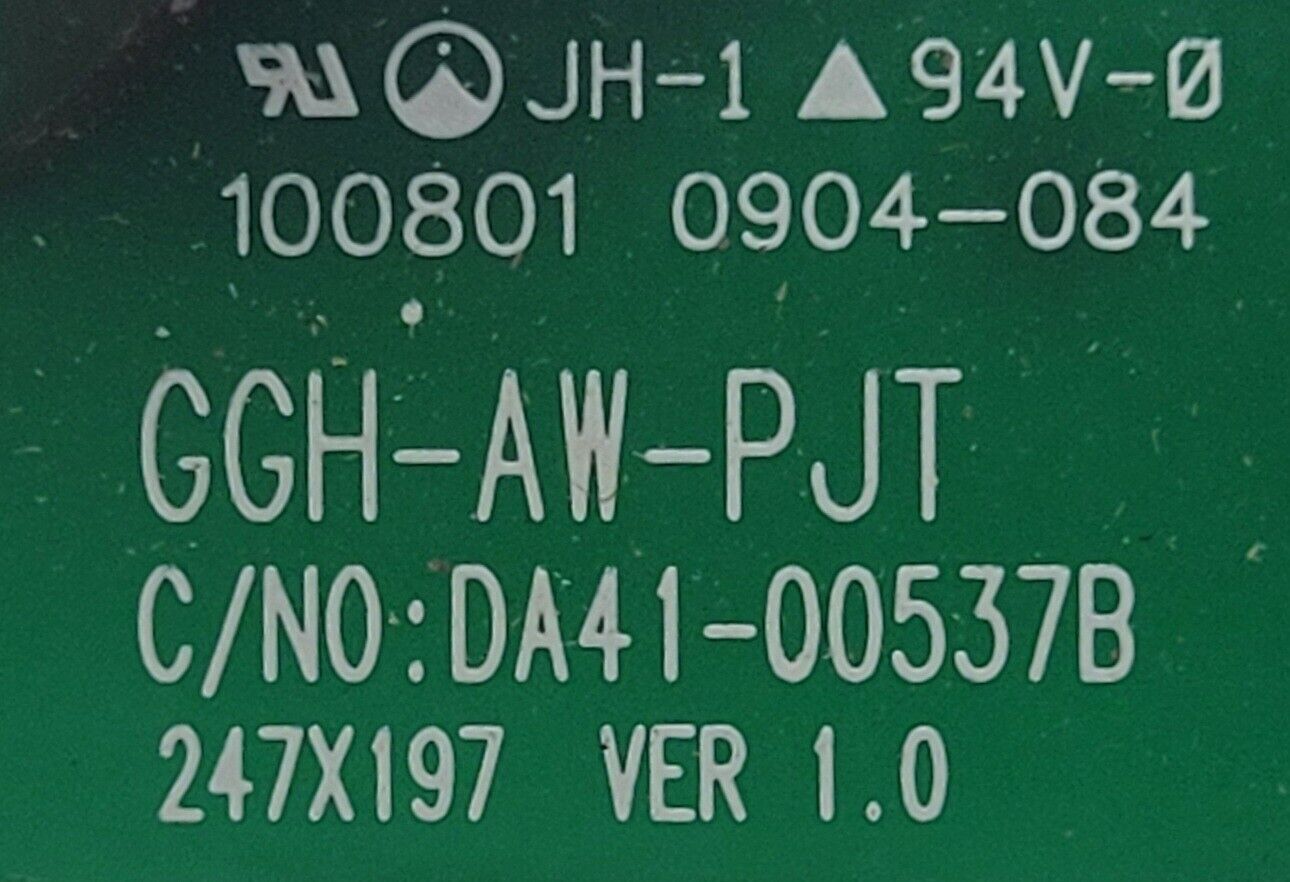 JH-1 ▲ 94V-0
100801 0904-084
GGH-AW-PJT
C/NO:DA41-00537B
247X197 VER 1.0